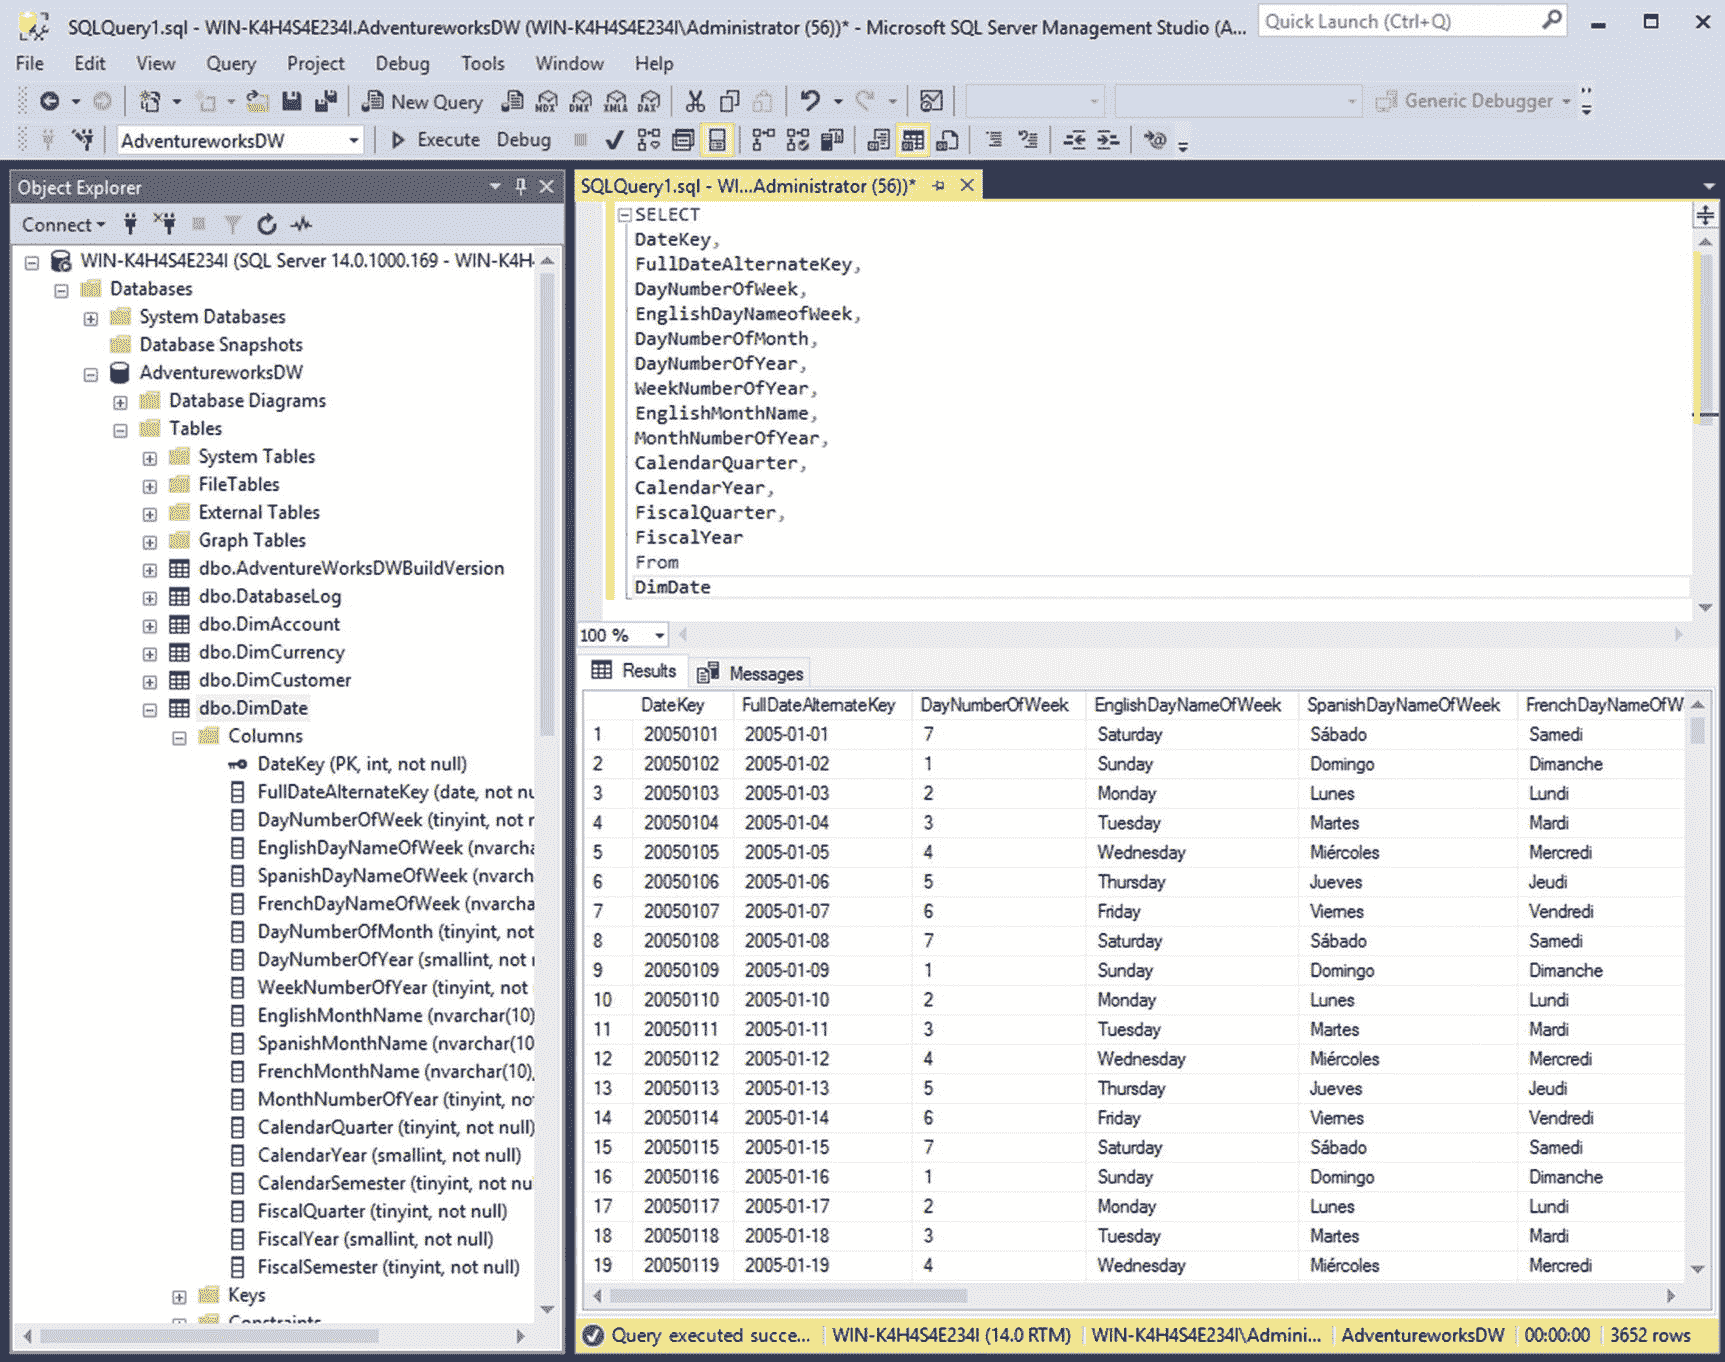 SQLQuery1.sql - WIN-K4H4S4E234I.AdventureworksDW (WIN-K4H4S4E234I\Administrator (56))* - Microsoft SQL Server Management Studio (A...
Quick Launch (Ctrl+Q)
File Edit View Query Project Debug Tools Window Help
New Query MDX DMX XMLA DAX Generic Debugger
AdventureworksDW Execute Debug
Object Explorer
Connect
WIN-K4H4S4E234I (SQL Server 14.0.1000.169 - WIN-K4H
Databases
System Databases
Database Snapshots
AdventureworksDW
Database Diagrams
Tables
System Tables
FileTables
External Tables
Graph Tables
dbo.AdventureWorksDWBuildVersion
dbo.DatabaseLog
dbo.DimAccount
dbo.DimCurrency
dbo.DimCustomer
dbo.DimDate
Columns
DateKey (PK, int, not null)
FullDateAlternateKey (date, not nu
DayNumberOfWeek (tinyint, not r
EnglishDayNameOfWeek (nvarcha
SpanishDayNameOfWeek (nvarch
FrenchDayNameOfWeek (nvarcha
DayNumberOfMonth (tinyint, not
DayNumberOfYear (smallint, not
WeekNumberOfYear (tinyint, not
EnglishMonthName (nvarchar(10)
SpanishMonthName (nvarchar(10
FrenchMonthName (nvarchar(10),
MonthNumberOfYear (tinyint, no
CalendarQuarter (tinyint, not null)
CalendarYear (smallint, not null)
CalendarSemester (tinyint, not nu
FiscalQuarter (tinyint, not null)
FiscalYear (smallint, not null)
FiscalSemester (tinyint, not null)
Keys
Constraints
SQLQuery1.sql - WI...Administrator (56))*
SELECT
DateKey,
FullDateAlternateKey,
DayNumberOfWeek,
EnglishDayNameofWeek,
DayNumberOfMonth,
DayNumberOfYear,
WeekNumberOfYear,
EnglishMonthName,
MonthNumberOfYear,
CalendarQuarter,
CalendarYear,
FiscalQuarter,
FiscalYear
From
DimDate
100 %
Results Messages
DateKey FullDateAlternateKey DayNumberOfWeek EnglishDayNameOfWeek SpanishDayNameOfWeek FrenchDayNameOfW
1 20050101 2005-01-01 7 Saturday Sábado Samedi
2 20050102 2005-01-02 1 Sunday Domingo Dimanche
3 20050103 2005-01-03 2 Monday Lunes Lundi
4 20050104 2005-01-04 3 Tuesday Martes Mardi
5 20050105 2005-01-05 4 Wednesday Miércoles Mercredi
6 20050106 2005-01-06 5 Thursday Jueves Jeudi
7 20050107 2005-01-07 6 Friday Viernes Vendredi
8 20050108 2005-01-08 7 Saturday Sábado Samedi
9 20050109 2005-01-09 1 Sunday Domingo Dimanche
10 20050110 2005-01-10 2 Monday Lunes Lundi
11 20050111 2005-01-11 3 Tuesday Martes Mardi
12 20050112 2005-01-12 4 Wednesday Miércoles Mercredi
13 20050113 2005-01-13 5 Thursday Jueves Jeudi
14 20050114 2005-01-14 6 Friday Viernes Vendredi
15 20050115 2005-01-15 7 Saturday Sábado Samedi
16 20050116 2005-01-16 1 Sunday Domingo Dimanche
17 20050117 2005-01-17 2 Monday Lunes Lundi
18 20050118 2005-01-18 3 Tuesday Martes Mardi
19 20050119 2005-01-19 4 Wednesday Miércoles Mercredi
Query executed succe... WIN-K4H4S4E234I (14.0 RTM) WIN-K4H4S4E234I\Admini... AdventureworksDW 00:00:00 3652 rows